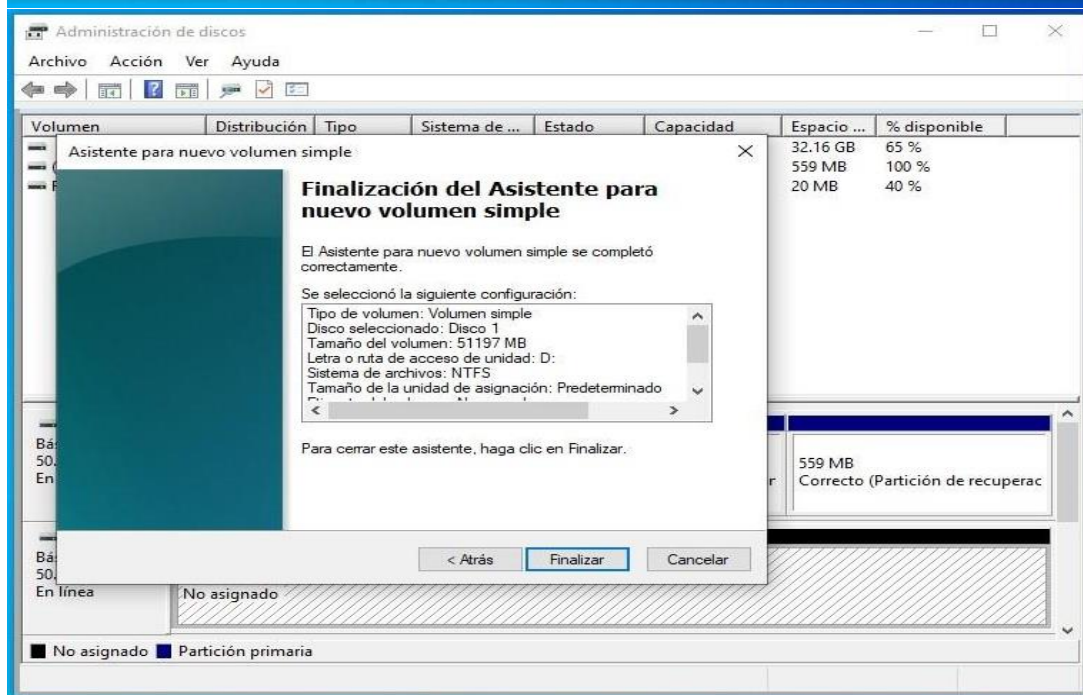 Administración de discos
Archivo Acción Ver Ayuda
Volumen Distribución Tipo Sistema de ... Estado Capacidad Espacio ... % disponible
32.16 GB 65 %
559 MB 100 %
20 MB 40 %
Asistente para nuevo volumen simple
Finalización del Asistente para
nuevo volumen simple
El Asistente para nuevo volumen simple se completó
correctamente.
Se seleccionó la siguiente configuración:
Tipo de volumen: Volumen simple
Disco seleccionado: Disco 1
Tamaño del volumen: 51197 MB
Letra o ruta de acceso de unidad: D:
Sistema de archivos: NTFS
Tamaño de la unidad de asignación: Predeterminado
Para cerrar este asistente, haga clic en Finalizar.
< Atrás Finalizar Cancelar
Bá
50.
En
559 MB
Correcto (Partición de recuperac
Bá
50.
En línea
No asignado
No asignado Partición primaria